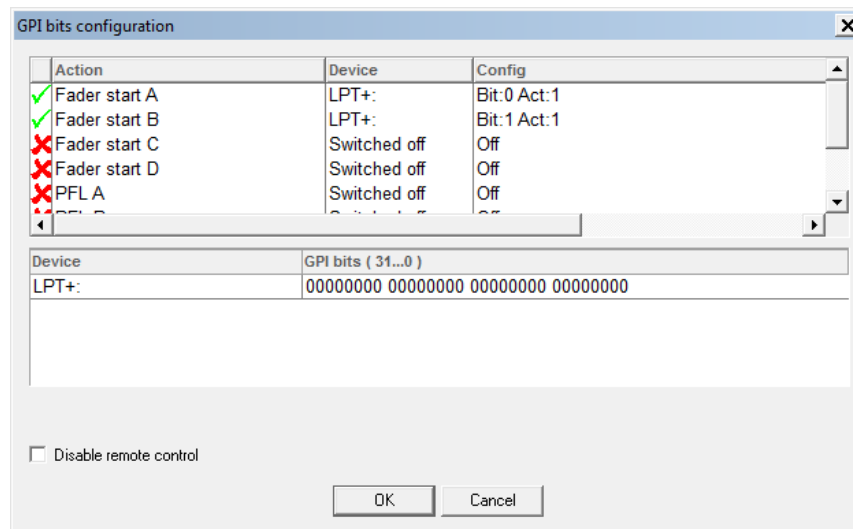 GPI bits configuration
Action Device Config
Fader start A LPT+: Bit:0 Act:1
Fader start B LPT+: Bit:1 Act:1
Fader start C Switched off Off
Fader start D Switched off Off
PFL A Switched off Off
Device GPI bits ( 31...0 )
LPT+: 00000000 00000000 00000000 00000000
Disable remote control
OK Cancel